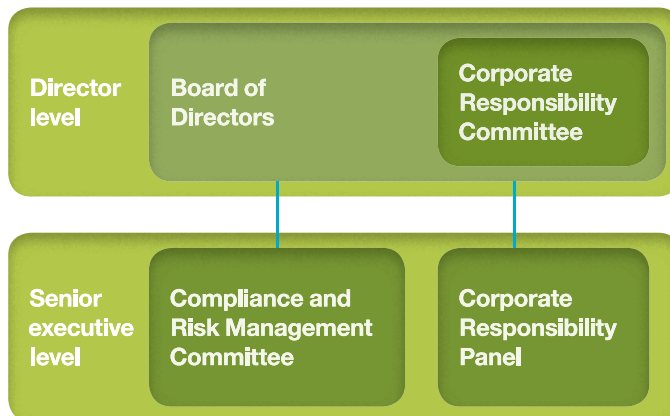 Director
level
Board of
Directors
Corporate
Responsibility
Committee
Senior
executive
level
Compliance and
Risk Management
Committee
Corporate
Responsibility
Panel